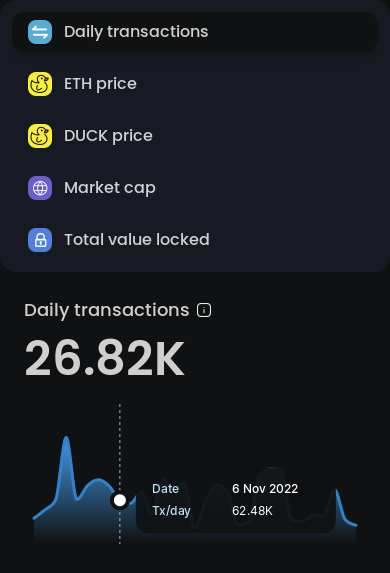 Daily transactions
ETH price
DUCK price
Market cap
Total value locked
Daily transactions
26.82K
Date 6 Nov 2022
Tx/day 62.48K